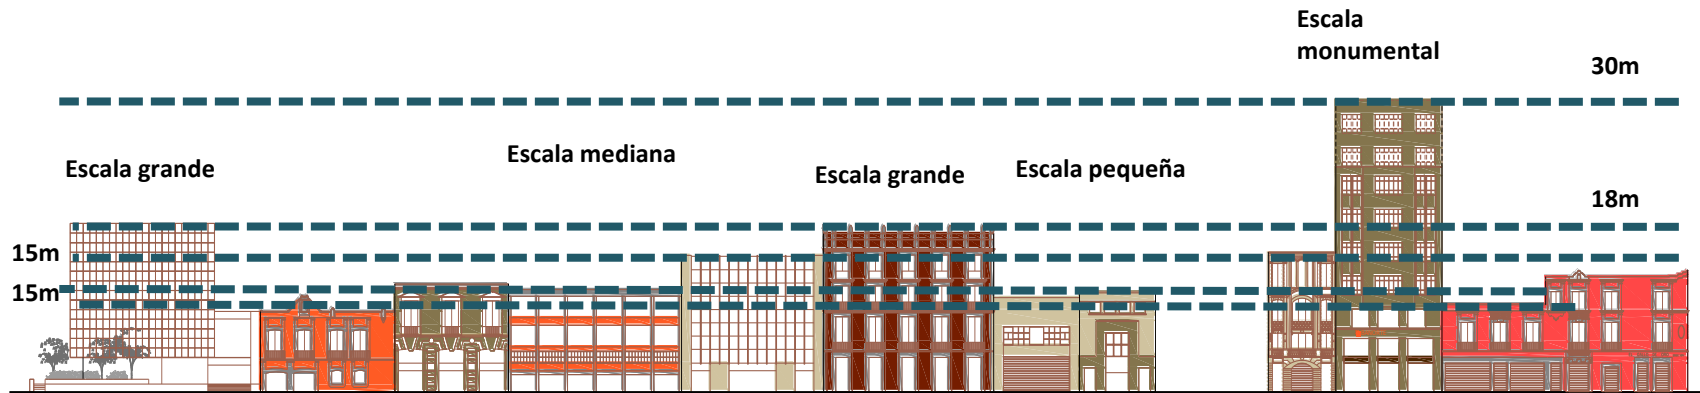 Escala
monumental
30m
Escala mediana
Escala grande
Escala grande
Escala pequeña
18m
15m
15m